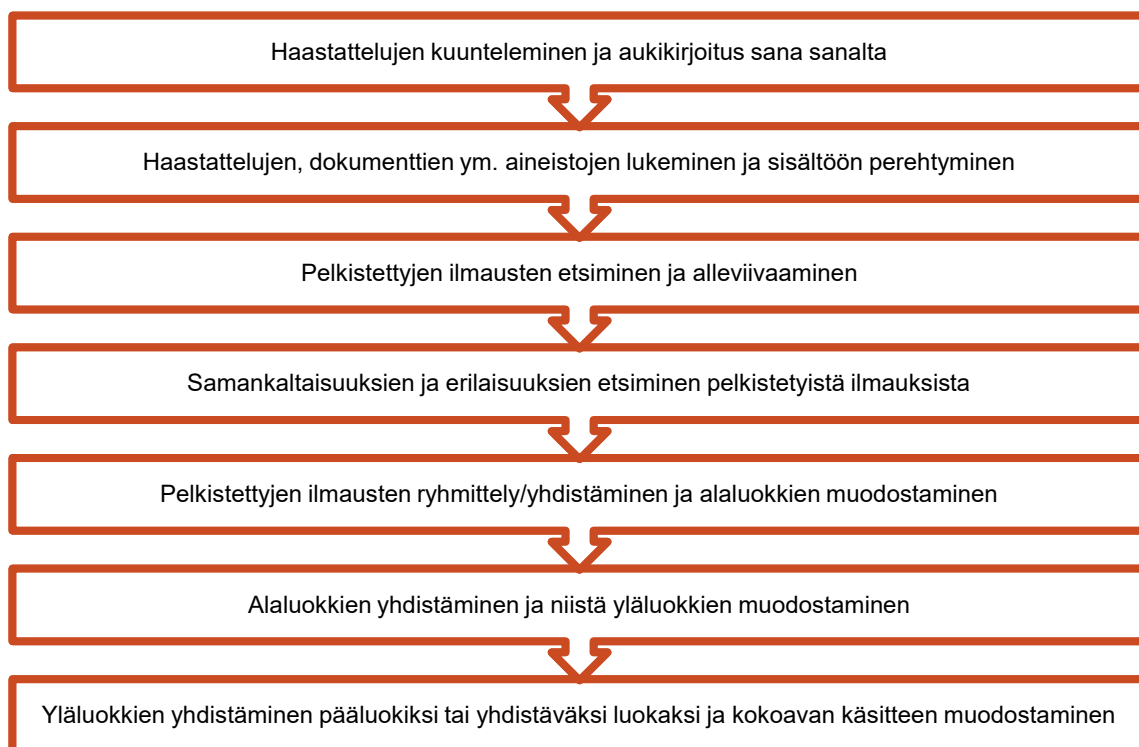 Haastattelujen kuunteleminen ja aukikirjoitus sana sanalta
Haastattelujen, dokumenttien ym. aineistojen lukeminen ja sisältöön perehtyminen
Pelkistettyjen ilmausten etsiminen ja alleviivaaminen
Samankaltaisuuksien ja erilaisuuksien etsiminen pelkistetyistä ilmauksista
Pelkistettyjen ilmausten ryhmittely/yhdistäminen ja alaluokkien muodostaminen
Alaluokkien yhdistäminen ja niistä yläluokkien muodostaminen
Yläluokkien yhdistäminen pääluokiksi tai yhdistäväksi luokaksi ja kokoavan käsitteen muodostaminen